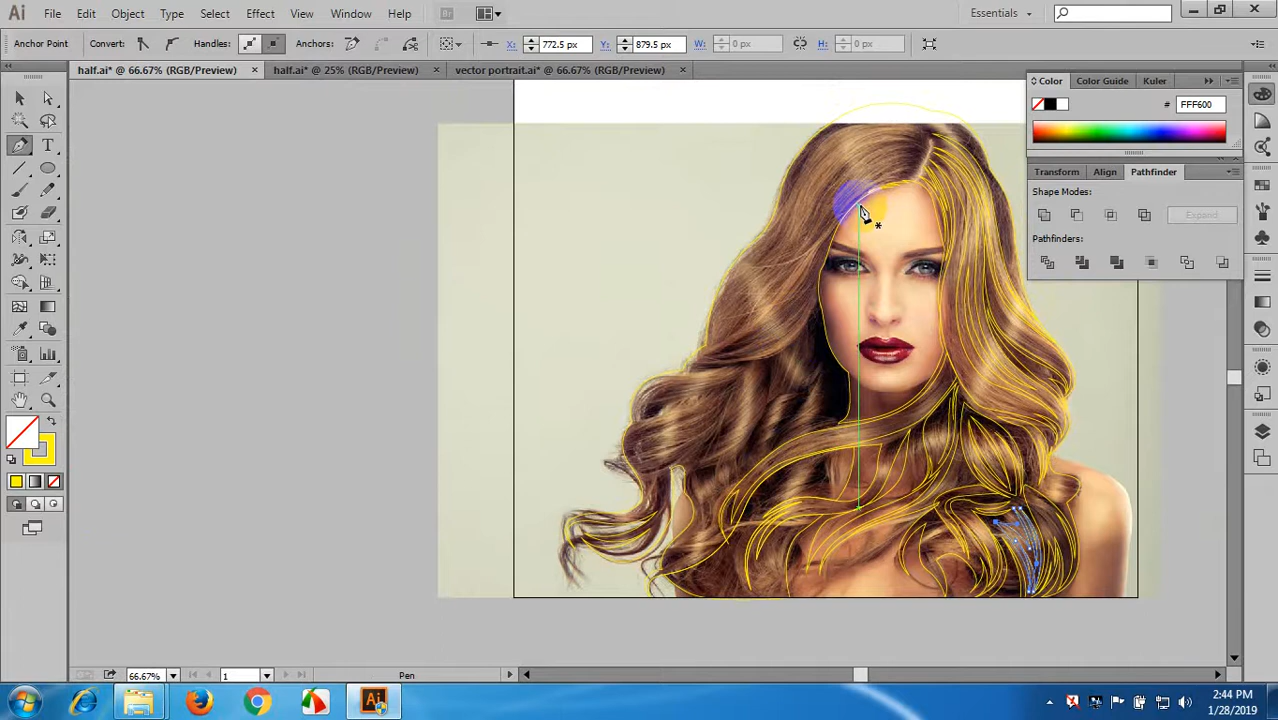 Ai File Edit Object Type Select Effect View Window Help Br Essentials
Anchor Point Convert: Handles: Anchors: X: 772.5 px Y: 879.5 px W: 0 px H: 0 px
half.ai* @ 66.67% (RGB/Preview) × half.ai* @ 25% (RGB/Preview) × vector portrait.ai* @ 66.67% (RGB/Preview) ×
Color Color Guide Kuler
# FFF600
Transform Align Pathfinder
Shape Modes:
Expand
Pathfinders:
T
66.67% 1 Pen
Ai 2:44 PM
1/28/2019